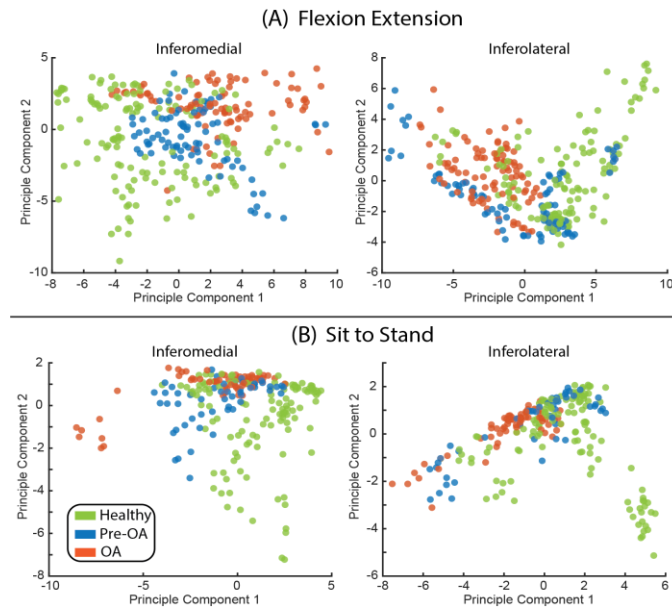 (A) Flexion Extension
Inferomedial
Inferolateral
5
0
-5
-10
Principle Component 2
-8 -6 -4 -2 0 2 4 6 8 10
Principle Component 1
8
6
4
2
0
-2
-4
-6
Principle Component 2
-10 -5 0 5 10
Principle Component 1
(B) Sit to Stand
Inferomedial
Inferolateral
2
0
-2
-4
-6
-8
Principle Component 2
Healthy
Pre-OA
OA
-10 -5 0 5
Principle Component 1
2
0
-2
-4
-6
Principle Component 2
-8 -6 -4 -2 0 2 4 6
Principle Component 1